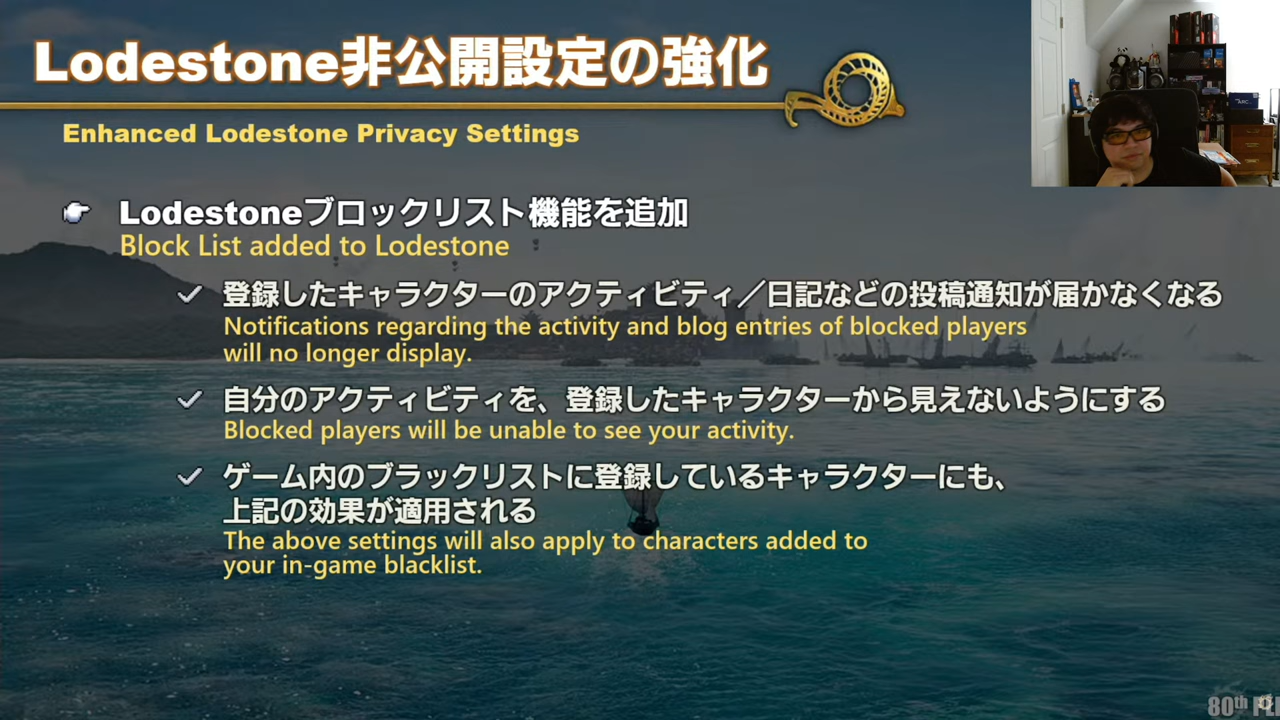 Lodestone非公開設定の強化
Enhanced Lodestone Privacy Settings
Lodestoneブロックリスト機能を追加
Block List added to Lodestone
登録したキャラクターのアクティビティ／日記などの投稿通知が届かなくなる
Notifications regarding the activity and blog entries of blocked players
will no longer display.
自分のアクティビティを、登録したキャラクターから見えないようにする
Blocked players will be unable to see your activity.
ゲーム内のブラックリストに登録しているキャラクターにも、
上記の効果が適用される
The above settings will also apply to characters added to
your in-game blacklist.
80th